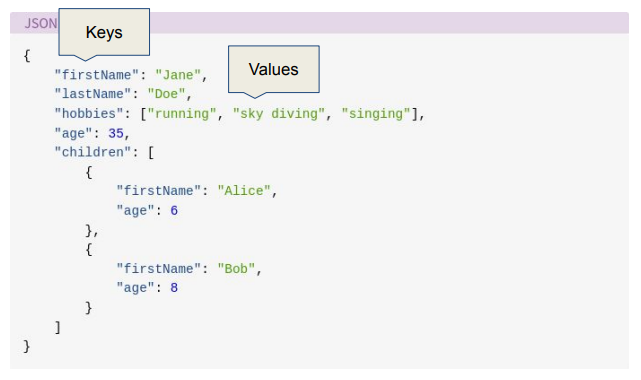 JSON
Keys
Values
{
    "firstName": "Jane",
    "lastName": "Doe",
    "hobbies": ["running", "sky diving", "singing"],
    "age": 35,
    "children": [
        {
            "firstName": "Alice",
            "age": 6
        },
        {
            "firstName": "Bob",
            "age": 8
        }
    ]
}